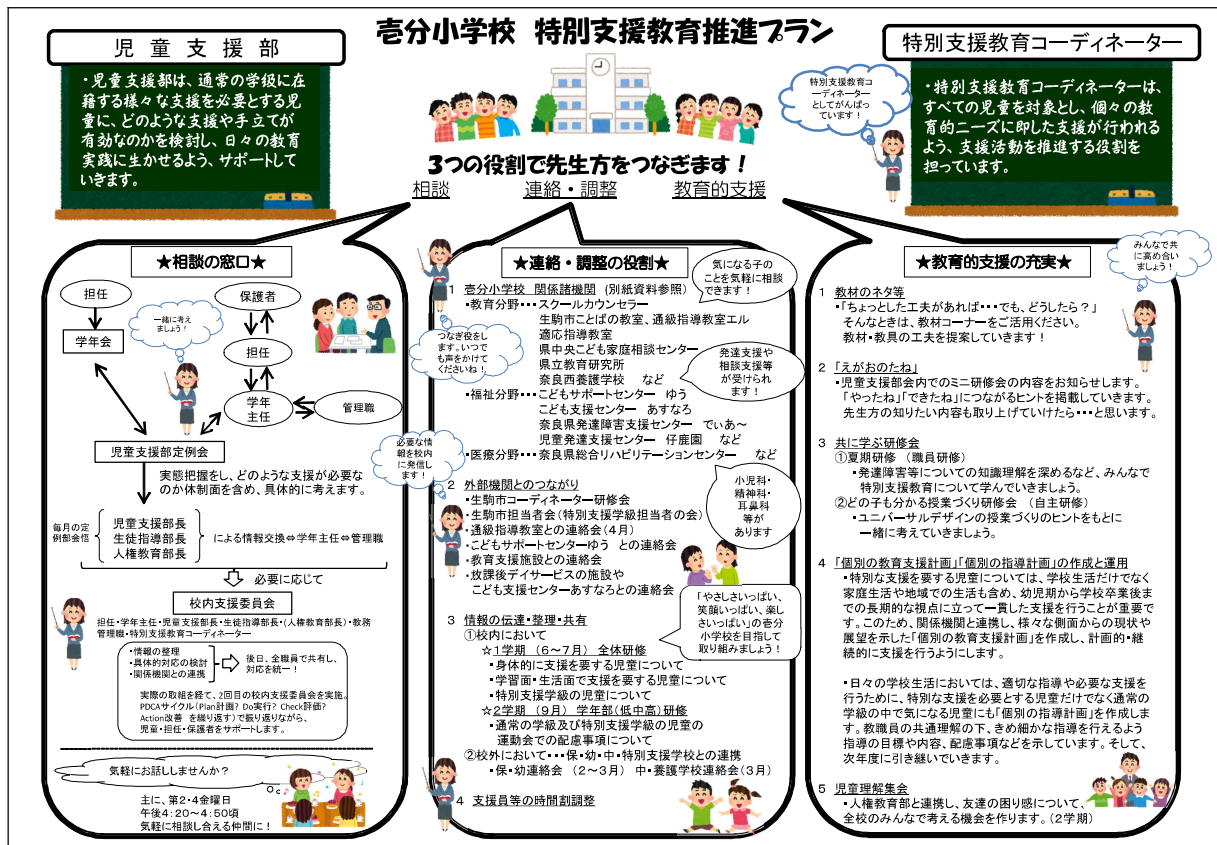 壱分小学校 特別支援教育推進プラン
児童支援部
・児童支援部は、通常の学級に在
籍する様々な支援を必要とする児
童に、どのような支援や手立てが
有効なのかを検討し、日々の教育
実践に生かせるよう、サポートして
いきます。
特別支援教育コ
ーディネーター
としてがんばっ
ています！
特別支援教育コーディネーター
・特別支援教育コーディネーターは、
すべての児童を対象とし、個々の教
育的ニーズに即した支援が行われる
よう、支援活動を推進する役割を
担っています。
3つの役割で先生方をつなぎます！
相談 連絡・調整 教育的支援
★相談の窓口★
担任
保護者
一緒に考え
ましょう！
学年会
担任
学年
主任
管理職
児童支援部定例会
実態把握をし、どのような支援が必要な
のか体制面を含め、具体的に考えます。
毎月の定
例部会悟
児童支援部長
生徒指導部長
人権教育部長
による情報交換⇔学年主任⇔管理職
必要に応じて
校内支援委員会
担任・学年主任・児童支援部長・生徒指導部長・(人権教育部長)・教務
管理職・特別支援教育コーディネーター
・情報の整理
・具体的対応の検討
・関係機関との連携
後日、全職員で共有し、
対応を統一！
実際の取組を経て、2回目の校内支援委員会を実施。
PDCAサイクル(Plan計画? Do実行? Check評価?
Action改善 を繰り返す)で振り返りながら、
児童・担任・保護者をサポートします。
気軽にお話ししませんか？
主に、第2・4金曜日
午後4:20～4:50頃
気軽に相談し合える仲間に！
★連絡・調整の役割★
気になる子の
ことを気軽に相談
できます！
1 壱分小学校 関係諸機関 (別紙資料参照)
・教育分野・・・スクールカウンセラー
生駒市ことばの教室、通級指導教室エル
適応指導教室
県中央こども家庭相談センター
県立教育研究所
奈良西養護学校 など
つなぎ役をし
ます。いつで
も声をかけて
くださいね！
発達支援や
相談支援等
が受けられ
ます！
・福祉分野・・・こどもサポートセンター ゆう
こども支援センター あすなろ
奈良県発達障害支援センター でぃあ～
児童発達支援センター 仔鹿園 など
・医療分野・・・奈良県総合リハビリテーションセンター など
必要な情
報を校内
に発信し
ます！
小児科・
精神科・
耳鼻科
等が
あります
2 外部機関とのつながり
・生駒市コーディネーター研修会
・生駒市担当者会(特別支援学級担当者の会)
・通級指導教室との連絡会(4月)
・こどもサポートセンターゆう との連絡会
・教育支援施設との連絡会
・放課後デイサービスの施設や
こども支援センターあすなろとの連絡会
「やさしさいっぱい、
笑顔いっぱい、楽し
さいっぱい」の壱分
小学校を目指して
取り組みましょう！
3 情報の伝達・整理・共有
①校内において
☆1学期 (6～7月) 全体研修
・身体的に支援を要する児童について
・学習面・生活面で支援を要する児童について
・特別支援学級の児童について
☆2学期 (9月) 学年部(低中高)研修
・通常の学級及び特別支援学級の児童の
運動会での配慮事項について
②校外において・・・保・幼・中・特別支援学校との連携
・保・幼連絡会 (2～3月) 中・養護学校連絡会(3月)
4 支援員等の時間割調整
★教育的支援の充実★
みんなで共
に高め合い
ましょう！
1 教材のネタ等
・「ちょっとした工夫があれば・・・でも、どうしたら？」
そんなときは、教材コーナーをご活用ください。
教材・教具の工夫を提案していきます！
2 「えがおのたね」
・児童支援部会内でのミニ研修会の内容をお知らせします。
「やったね」「できたね」につながるヒントを掲載していきます。
先生方の知りたい内容も取り上げていけたら・・・と思います。
3 共に学ぶ研修会
①夏期研修 (職員研修)
・発達障害等についての知識理解を深めるなど、みんなで
特別支援教育について学んでいきましょう。
②どの子も分かる授業づくり研修会 (自主研修)
・ユニバーサルデザインの授業づくりのヒントをもとに
一緒に考えていきましょう。
4 「個別の教育支援計画」「個別の指導計画」の作成と運用
・特別な支援を要する児童については、学校生活だけでなく
家庭生活や地域での生活も含め、幼児期から学校卒業後ま
での長期的な視点に立って一貫した支援を行うことが重要で
す。このため、関係機関と連携し、様々な側面からの現状や
展望を示した「個別の教育支援計画」を作成し、計画的・継
続的に支援を行うようにします。
・日々の学校生活においては、適切な指導や必要な支援を
行うために、特別な支援を必要とする児童だけでなく通常の
学級の中で気になる児童にも「個別の指導計画」を作成しま
す。教職員の共通理解の下、きめ細かな指導を行えるよう
指導の目標や内容、配慮事項などを示しています。そして、
次年度に引き継いでいきます。
5 児童理解集会
・人権教育部と連携し、友達の困り感について、
全校のみんなで考える機会を作ります。(2学期)